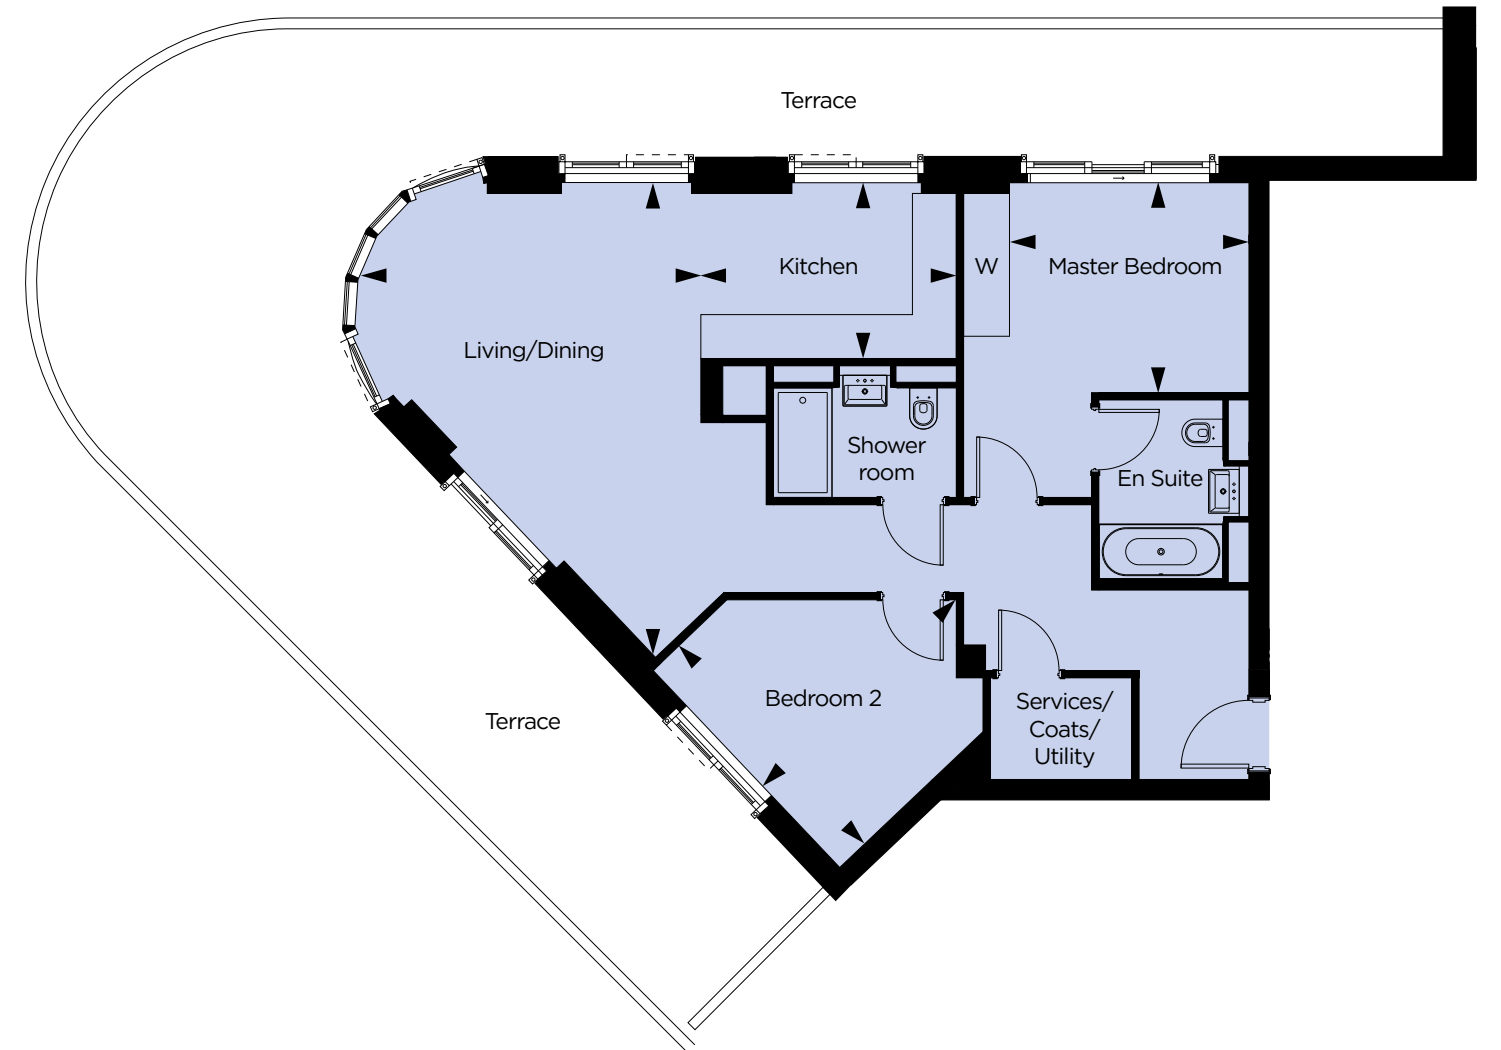 Terrace
Kitchen
W
Master Bedroom
Living/Dining
Shower
room
En Suite
Bedroom 2
Services/
Coats/
Utility
Terrace